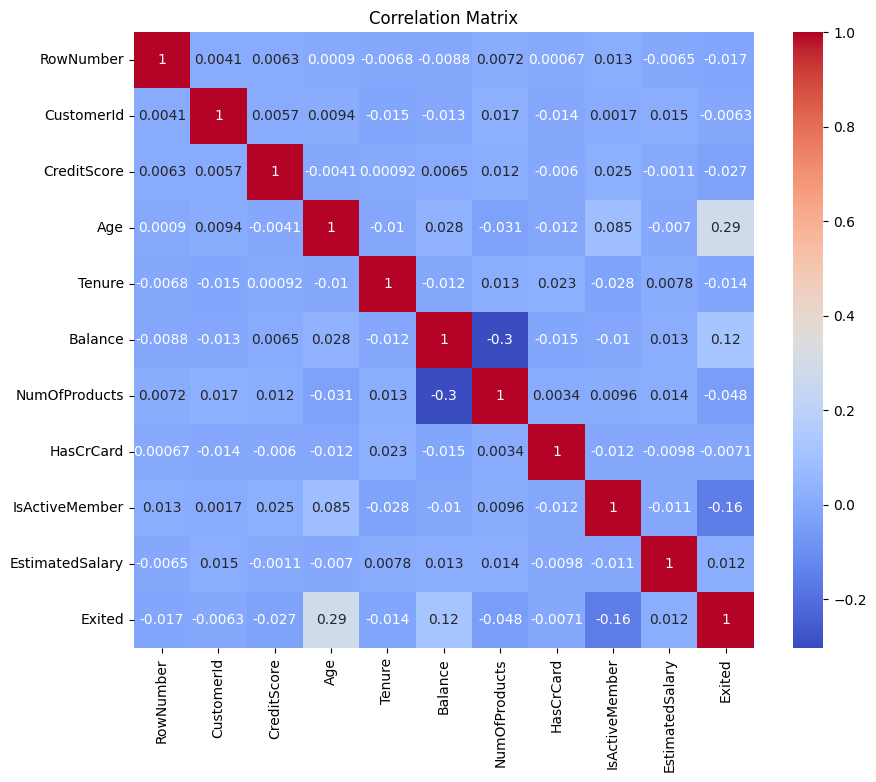 Correlation Matrix
RowNumber 1 0.0041 0.0063 0.0009 -0.0068 -0.0088 0.0072 0.00067 0.013 -0.0065 -0.017
CustomerId 0.0041 1 0.0057 0.0094 -0.015 -0.013 0.017 -0.014 0.0017 0.015 -0.0063
CreditScore 0.0063 0.0057 1 -0.0041 0.00092 0.0065 0.012 -0.006 0.025 -0.0011 -0.027
Age 0.0009 0.0094 -0.0041 1 -0.01 0.028 -0.031 -0.012 0.085 -0.007 0.29
Tenure -0.0068 -0.015 0.00092 -0.01 1 -0.012 0.013 0.023 -0.028 0.0078 -0.014
Balance -0.0088 -0.013 0.0065 0.028 -0.012 1 -0.3 -0.015 -0.01 0.013 0.12
NumOfProducts 0.0072 0.017 0.012 -0.031 0.013 -0.3 1 0.0034 0.0096 0.014 -0.048
HasCrCard 0.00067 -0.014 -0.006 -0.012 0.023 -0.015 0.0034 1 -0.012 -0.0098 -0.0071
IsActiveMember 0.013 0.0017 0.025 0.085 -0.028 -0.01 0.0096 -0.012 1 -0.011 -0.16
EstimatedSalary -0.0065 0.015 -0.0011 -0.007 0.0078 0.013 0.014 -0.0098 -0.011 1 0.012
Exited -0.017 -0.0063 -0.027 0.29 -0.014 0.12 -0.048 -0.0071 -0.16 0.012 1
RowNumber CustomerId CreditScore Age Tenure Balance NumOfProducts HasCrCard IsActiveMember EstimatedSalary Exited
1.0
0.8
0.6
0.4
0.2
0.0
−0.2